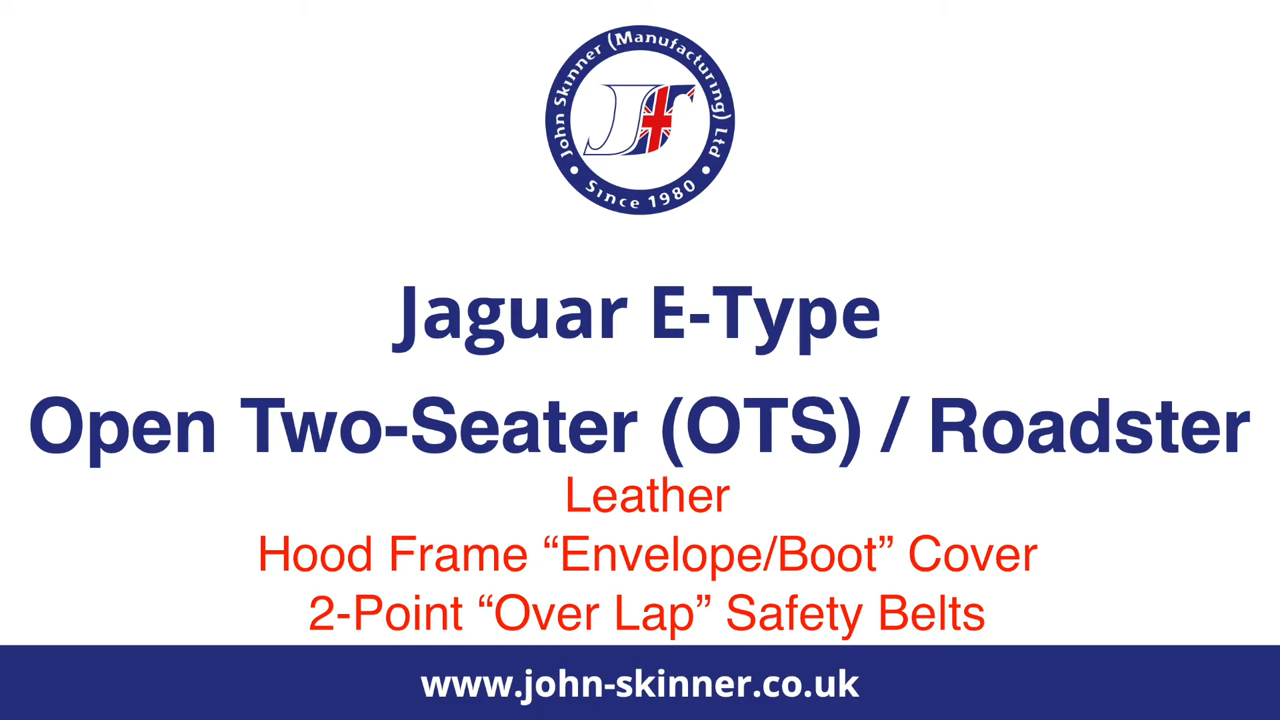 John Skinner (Manufacturing) Ltd
JS
Since 1980
Jaguar E-Type
Open Two-Seater (OTS) / Roadster
Leather
Hood Frame “Envelope/Boot” Cover
2-Point “Over Lap” Safety Belts
www.john-skinner.co.uk